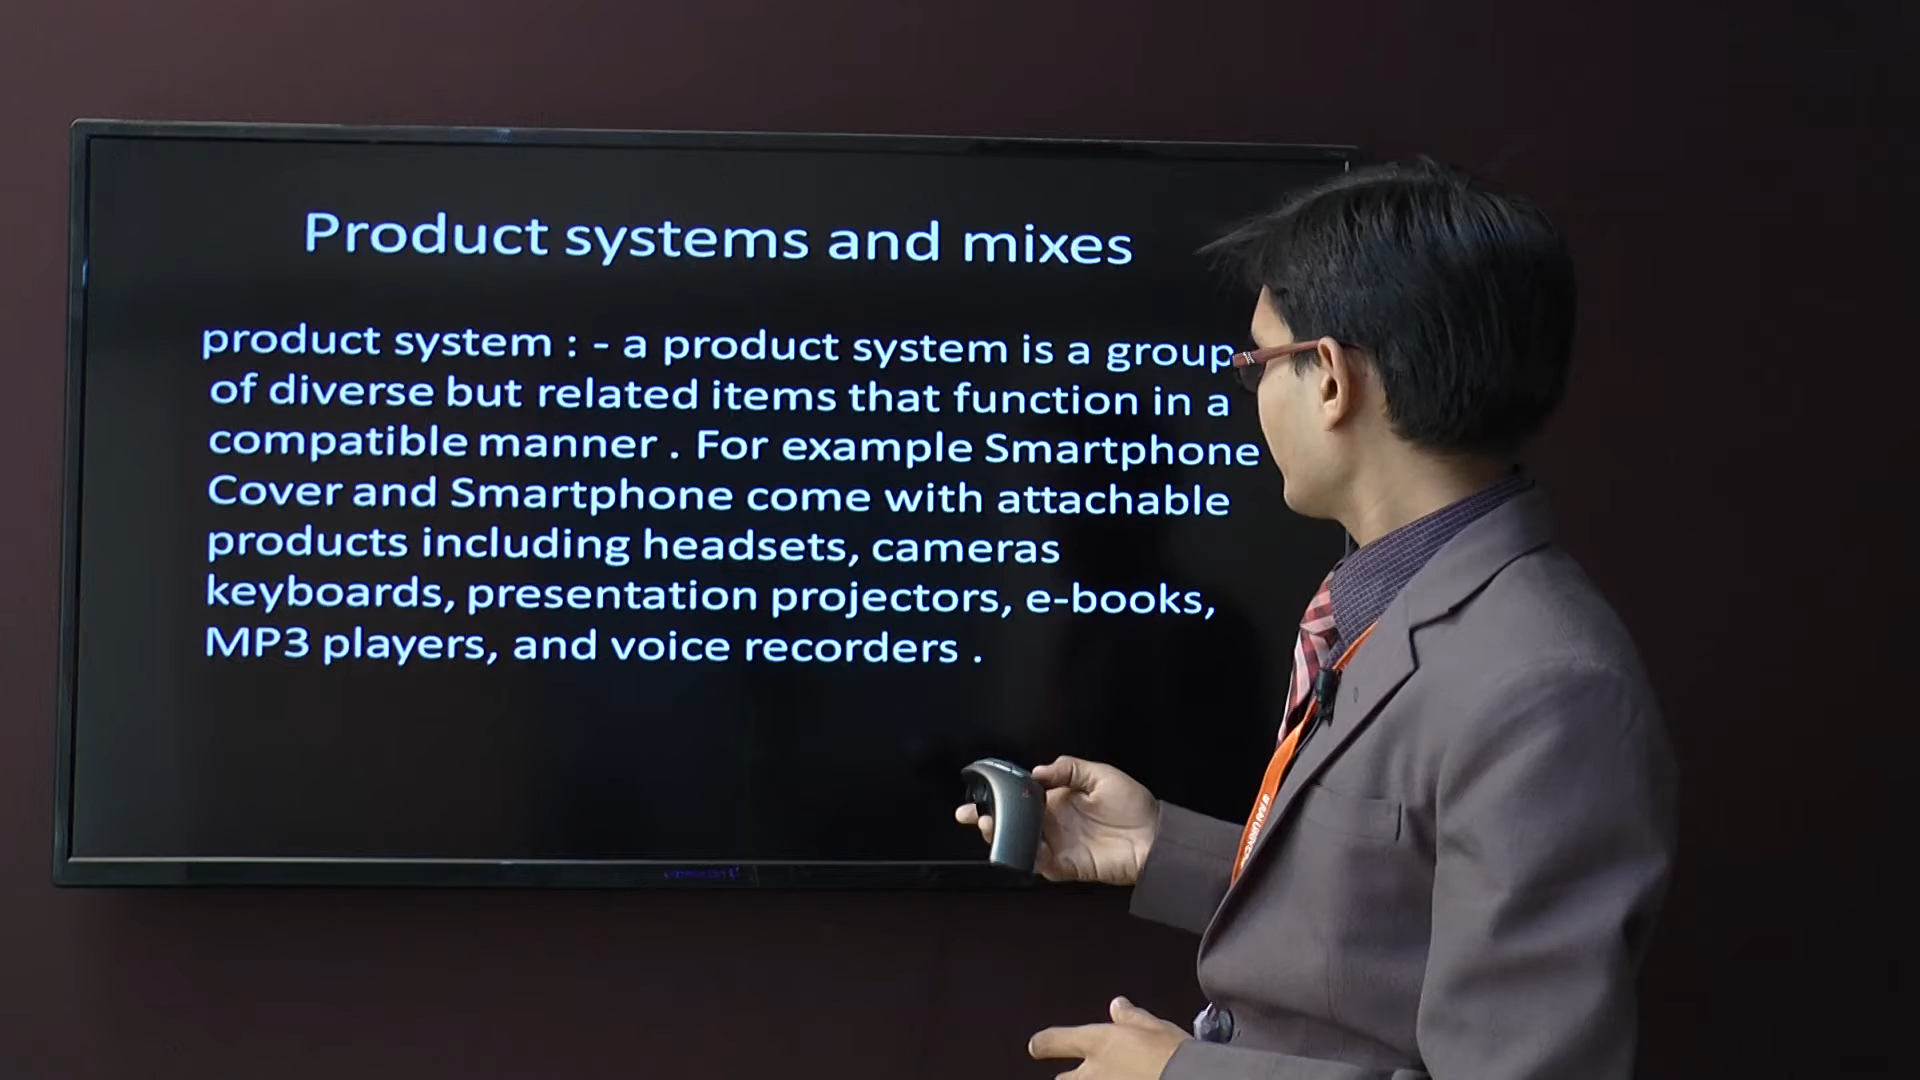 Product systems and mixes
product system : - a product system is a group
of diverse but related items that function in a
compatible manner . For example Smartphone
Cover and Smartphone come with attachable
products including headsets, cameras
keyboards, presentation projectors, e-books,
MP3 players, and voice recorders .